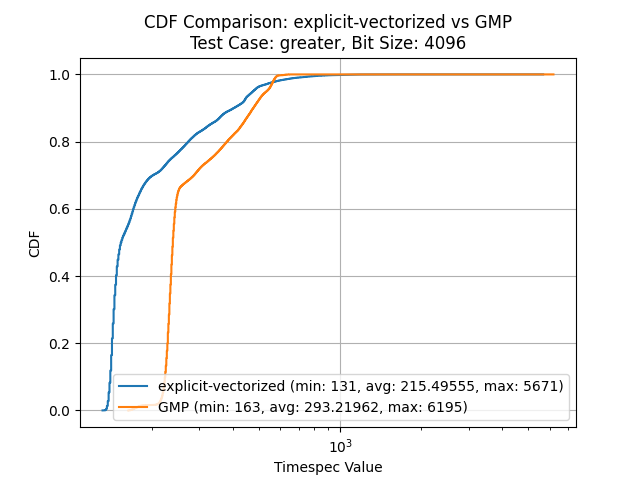 CDF Comparison: explicit-vectorized vs GMP
Test Case: greater, Bit Size: 4096
CDF
1.0
0.8
0.6
0.4
0.2
0.0
explicit-vectorized (min: 131, avg: 215.49555, max: 5671)
GMP (min: 163, avg: 293.21962, max: 6195)
10³
Timespec Value